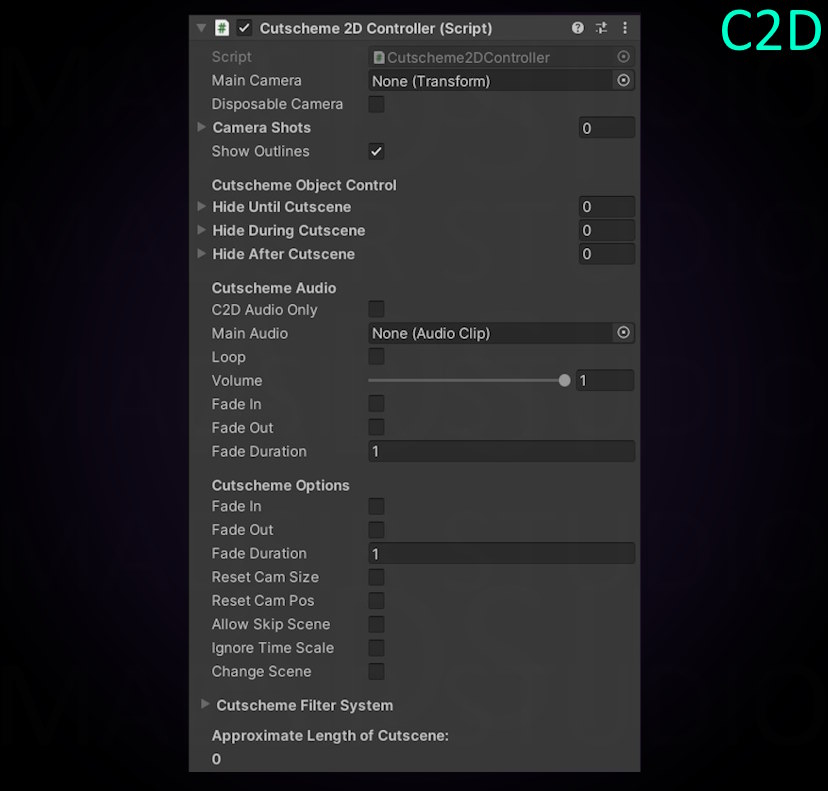 Cutscheme 2D Controller (Script)
C2D
Script Cutscheme2DController
Main Camera None (Transform)
Disposable Camera
Camera Shots 0
Show Outlines
Cutscheme Object Control
Hide Until Cutscene 0
Hide During Cutscene 0
Hide After Cutscene 0
Cutscheme Audio
C2D Audio Only
Main Audio None (Audio Clip)
Loop
Volume 1
Fade In
Fade Out
Fade Duration 1
Cutscheme Options
Fade In
Fade Out
Fade Duration 1
Reset Cam Size
Reset Cam Pos
Allow Skip Scene
Ignore Time Scale
Change Scene
Cutscheme Filter System
Approximate Length of Cutscene:
0